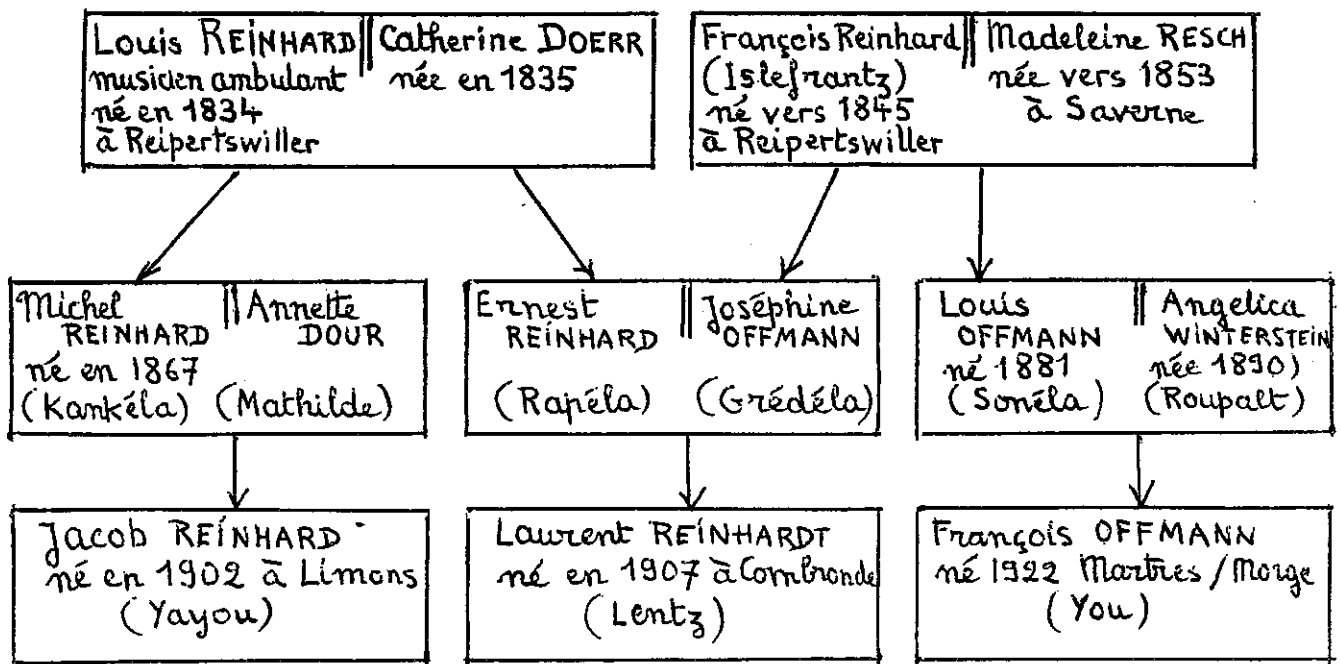 Louis REINHARD || Catherine DOERR
musicien ambulant née en 1835
né en 1834
à Reipertswiller
François Reinhard || Madeleine RESCH
(Islefrantz) née vers 1853
né vers 1845 à Saverne
à Reipertswiller
Michel || Annette
REINHARD DOUR
né en 1867
(Kankéla) (Mathilde)
Ernest || Joséphine
REINHARD OFFMANN
(Rapéla) (Grédéla)
Louis || Angelica
OFFMANN WINTERSTEIN
né 1881 née 1890)
(Sonéla) (Roupalt)
Jacob REINHARD
né en 1902 à Limons
(Yayou)
Laurent REINHARDT
né en 1907 à Combronde
(Lentz)
François OFFMANN
né 1922 Martres / Morge
(You)